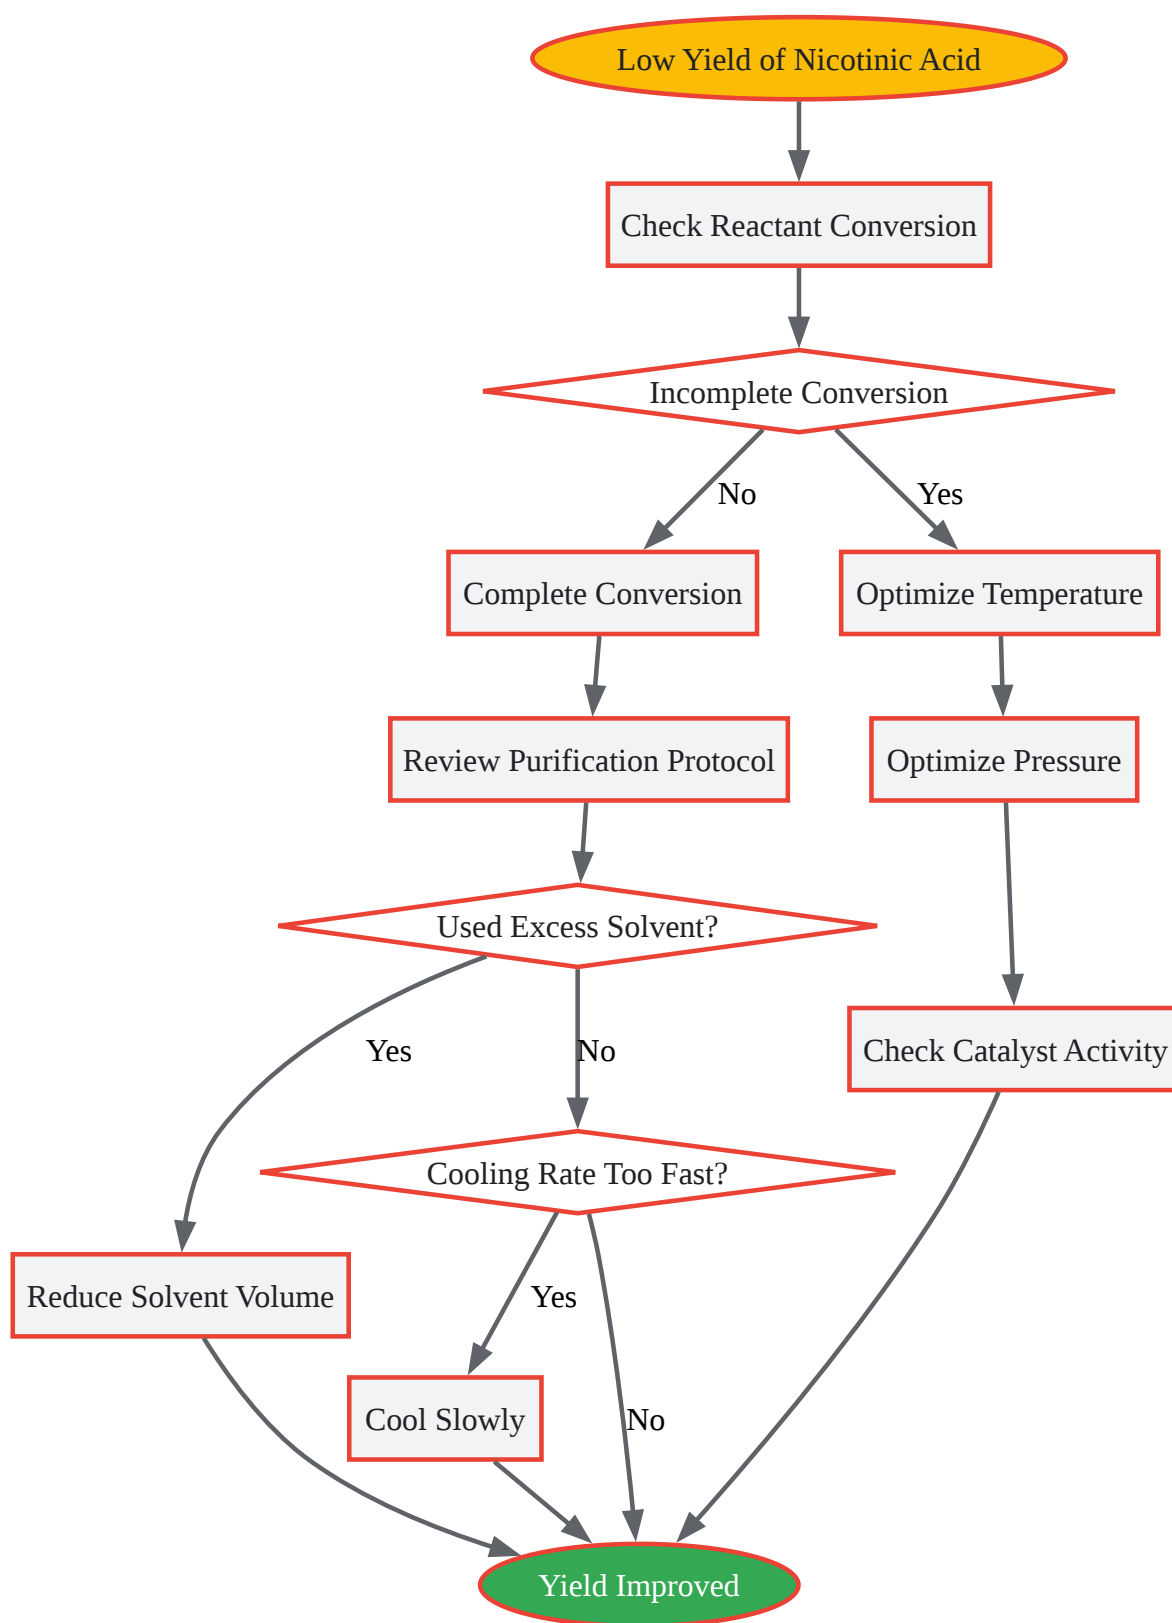 Low Yield of Nicotinic Acid
Check Reactant Conversion
Incomplete Conversion
No
Yes
Complete Conversion
Optimize Temperature
Review Purification Protocol
Optimize Pressure
Used Excess Solvent?
Yes
No
Check Catalyst Activity
Cooling Rate Too Fast?
Reduce Solvent Volume
Yes
Cool Slowly
No
Yield Improved